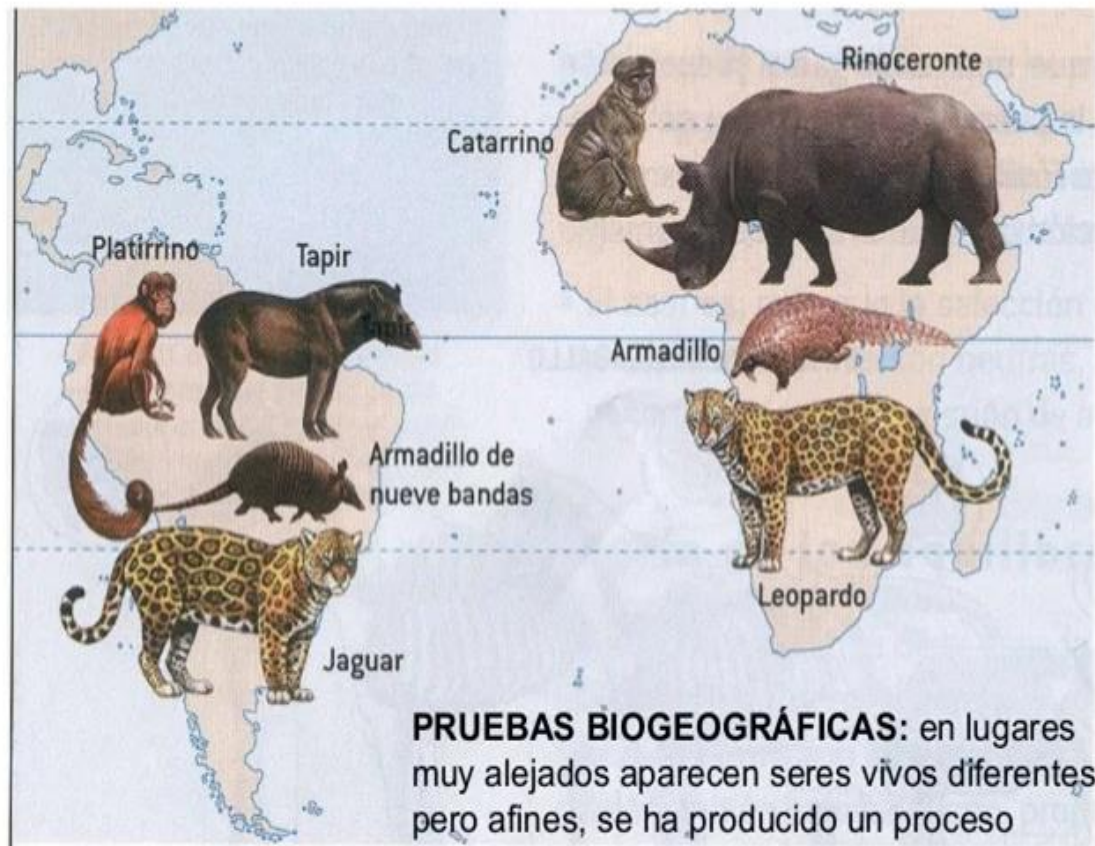 Rinoceronte
Catarrino
Platirrino
Tapir
Tapir
Armadillo
Armadillo de
nueve bandas
Leopardo
Jaguar
PRUEBAS BIOGEOGRÁFICAS: en lugares
muy alejados aparecen seres vivos diferentes
pero afines, se ha producido un proceso